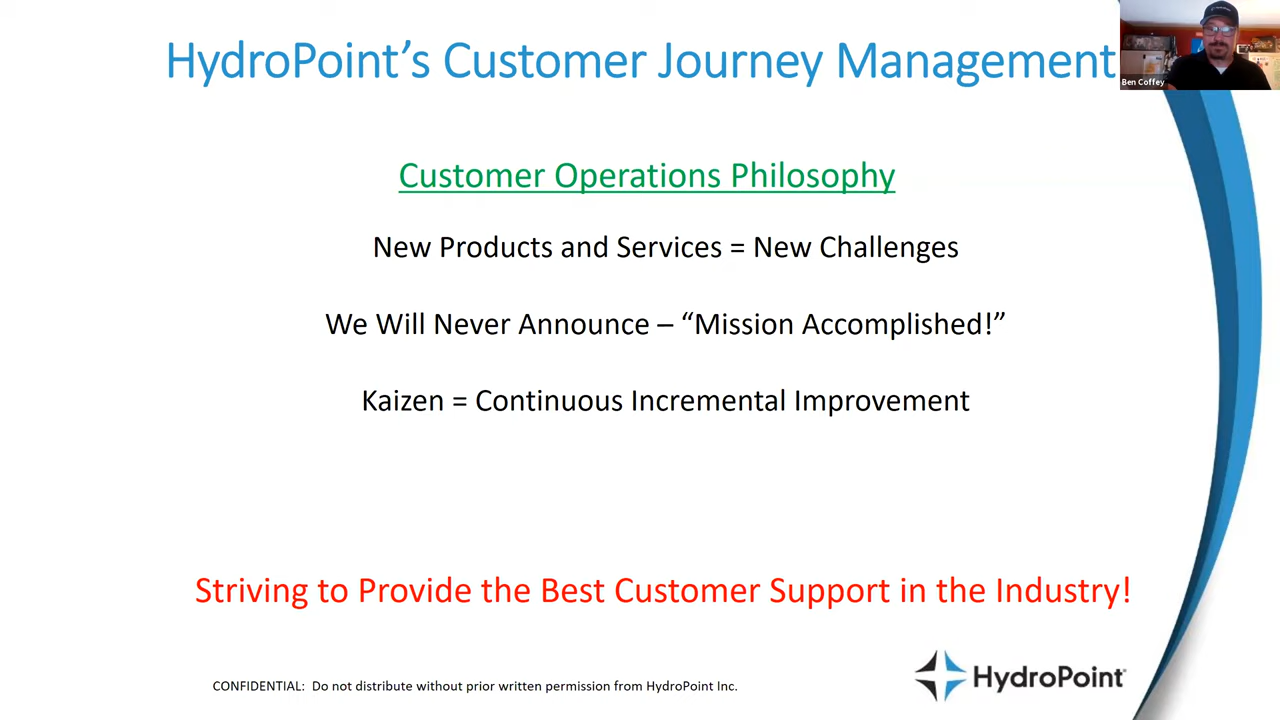 HydroPoint’s Customer Journey Management
Ben Coffey
Customer Operations Philosophy
New Products and Services = New Challenges
We Will Never Announce – “Mission Accomplished!”
Kaizen = Continuous Incremental Improvement
Striving to Provide the Best Customer Support in the Industry!
CONFIDENTIAL: Do not distribute without prior written permission from HydroPoint Inc.
HydroPoint